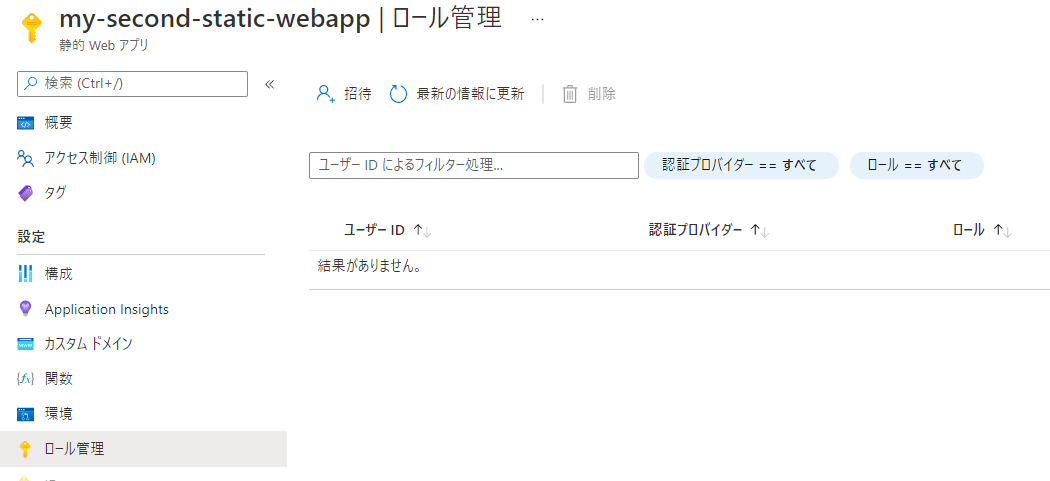 my-second-static-webapp | ロール管理 ...
静的 Web アプリ
検索 (Ctrl+/) «
概要
アクセス制御 (IAM)
タグ
設定
構成
Application Insights
カスタム ドメイン
関数
環境
ロール管理
招待 最新の情報に更新 削除
ユーザー ID によるフィルター処理... 認証プロバイダー == すべて ロール == すべて
ユーザー ID ↑↓ 認証プロバイダー ↑↓ ロール ↑↓
結果がありません。